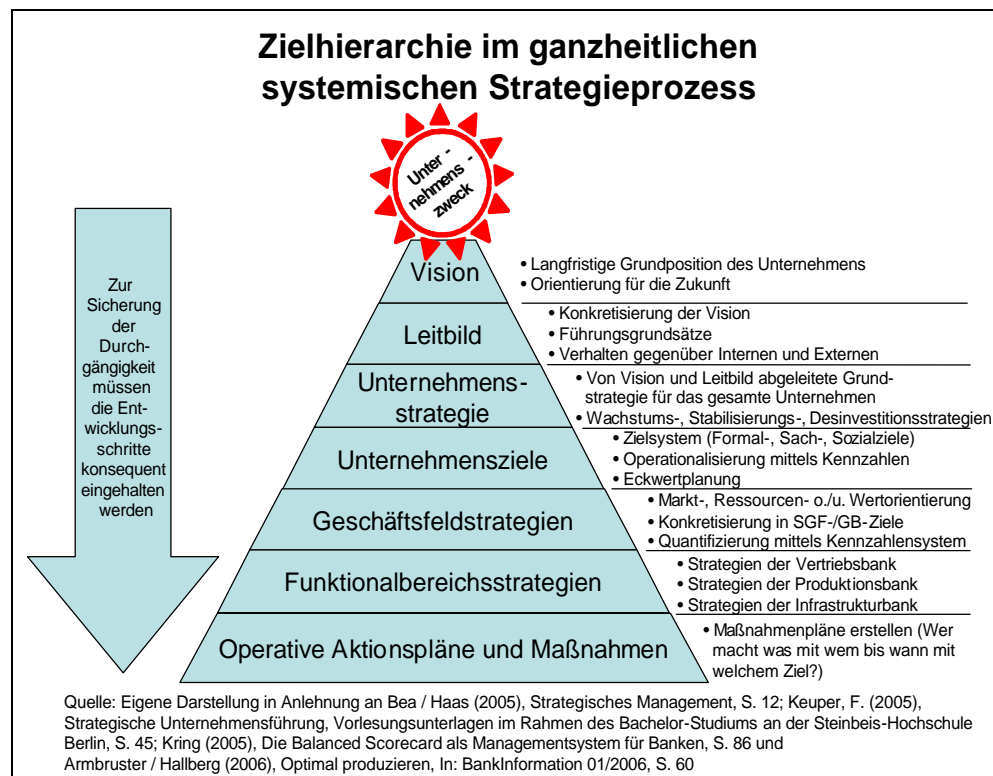 Zielhierarchie im ganzheitlichen
systemischen Strategieprozess
Unter -
nehmens -
zweck
Zur
Sicherung
der
Durch-
gängigkeit
müssen
die Ent-
wicklungs-
schritte
konsequent
eingehalten
werden
Vision
• Langfristige Grundposition des Unternehmens
• Orientierung für die Zukunft
Leitbild
• Konkretisierung der Vision
• Führungsgrundsätze
• Verhalten gegenüber Internen und Externen
Unternehmens-
strategie
• Von Vision und Leitbild abgeleitete Grund-
strategie für das gesamte Unternehmen
• Wachstums-, Stabilisierungs-, Desinvestitionsstrategien
Unternehmensziele
• Zielsystem (Formal-, Sach-, Sozialziele)
• Operationalisierung mittels Kennzahlen
• Eckwertplanung
Geschäftsfeldstrategien
• Markt-, Ressourcen- o./u. Wertorientierung
• Konkretisierung in SGF-/GB-Ziele
• Quantifizierung mittels Kennzahlensystem
Funktionalbereichsstrategien
• Strategien der Vertriebsbank
• Strategien der Produktionsbank
• Strategien der Infrastrukturbank
Operative Aktionspläne und Maßnahmen
• Maßnahmenpläne erstellen (Wer
macht was mit wem bis wann mit
welchem Ziel?)
Quelle: Eigene Darstellung in Anlehnung an Bea / Haas (2005), Strategisches Management, S. 12; Keuper, F. (2005),
Strategische Unternehmensführung, Vorlesungsunterlagen im Rahmen des Bachelor-Studiums an der Steinbeis-Hochschule
Berlin, S. 45; Kring (2005), Die Balanced Scorecard als Managementsystem für Banken, S. 86 und
Armbruster / Hallberg (2006), Optimal produzieren, In: BankInformation 01/2006, S. 60